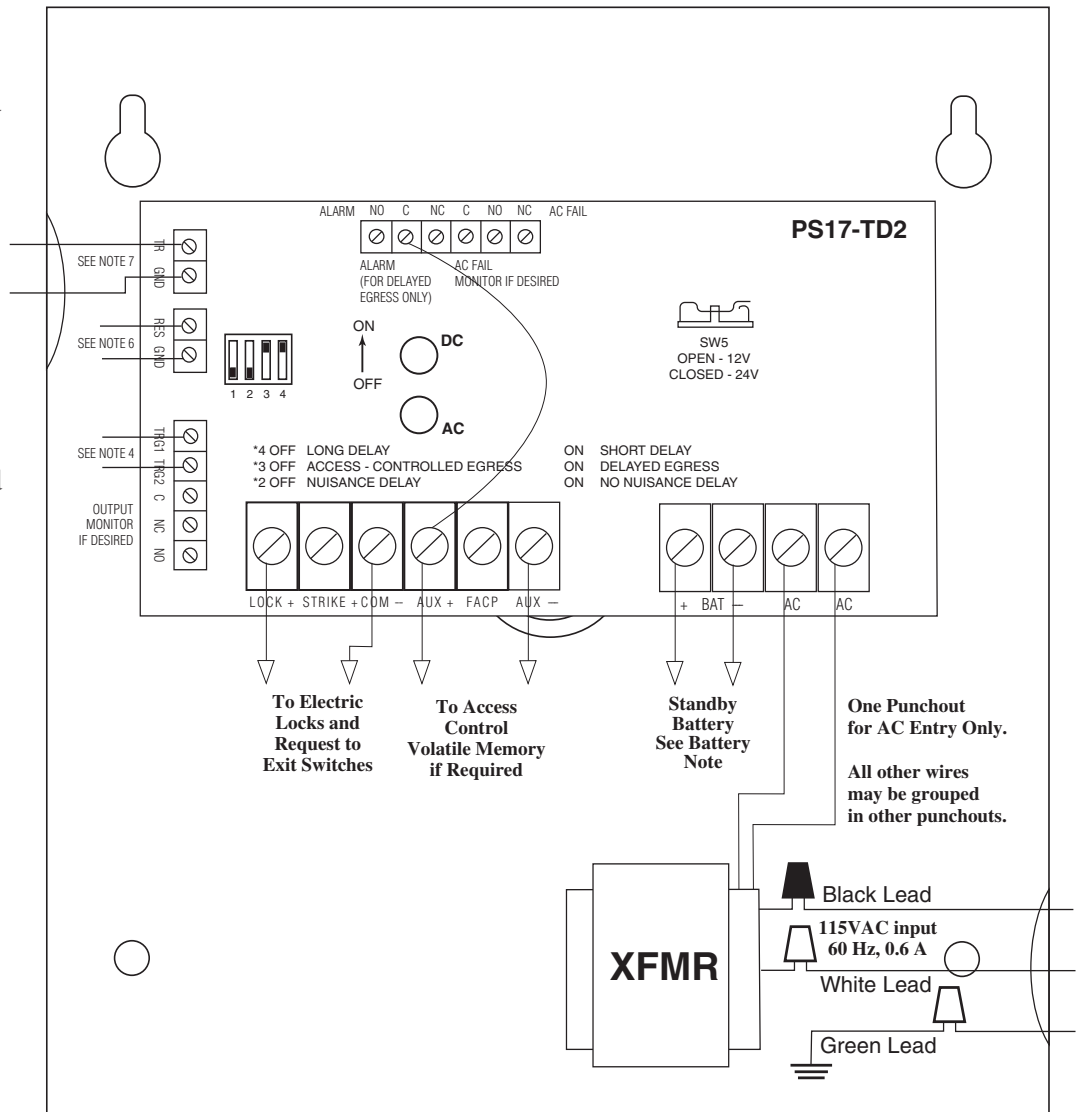 ALARM NO C NC C NO NC AC FAIL
PS17-TD2
TR
GND
SEE NOTE 7
ALARM
(FOR DELAYED
EGRESS ONLY)
AC FAIL
MONITOR IF DESIRED
RES
GND
SEE NOTE 6
1 2 3 4
ON
OFF
DC
AC
SW5
OPEN - 12V
CLOSED - 24V
TRG1
TRG2
C
NC
NO
SEE NOTE 4
OUTPUT
MONITOR
IF DESIRED
*4 OFF LONG DELAY ON SHORT DELAY
*3 OFF ACCESS - CONTROLLED EGRESS ON DELAYED EGRESS
*2 OFF NUISANCE DELAY ON NO NUISANCE DELAY
LOCK + STRIKE + COM – AUX + FACP AUX –
+ BAT – AC AC
To Electric
Locks and
Request to
Exit Switches
To Access
Control
Volatile Memory
if Required
Standby
Battery
See Battery
Note
One Punchout
for AC Entry Only.
All other wires
may be grouped
in other punchouts.
XFMR
Black Lead
115VAC input
60 Hz, 0.6 A
White Lead
Green Lead